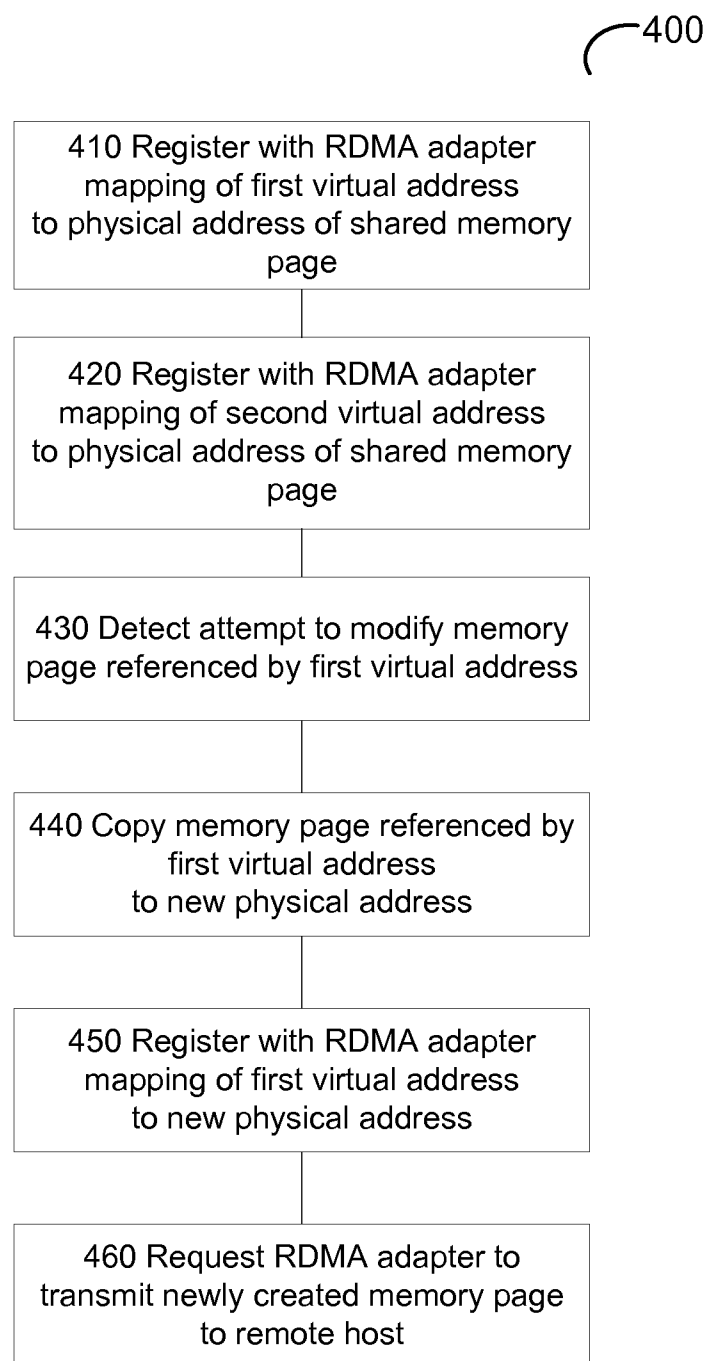 400
410 Register with RDMA adapter
mapping of first virtual address
to physical address of shared memory
page
420 Register with RDMA adapter
mapping of second virtual address
to physical address of shared memory
page
430 Detect attempt to modify memory
page referenced by first virtual address
440 Copy memory page referenced by
first virtual address
to new physical address
450 Register with RDMA adapter
mapping of first virtual address
to new physical address
460 Request RDMA adapter to
transmit newly created memory page
to remote host